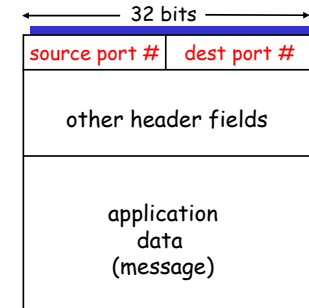 32 bits
source port # dest port #
other header fields
application
data
(message)